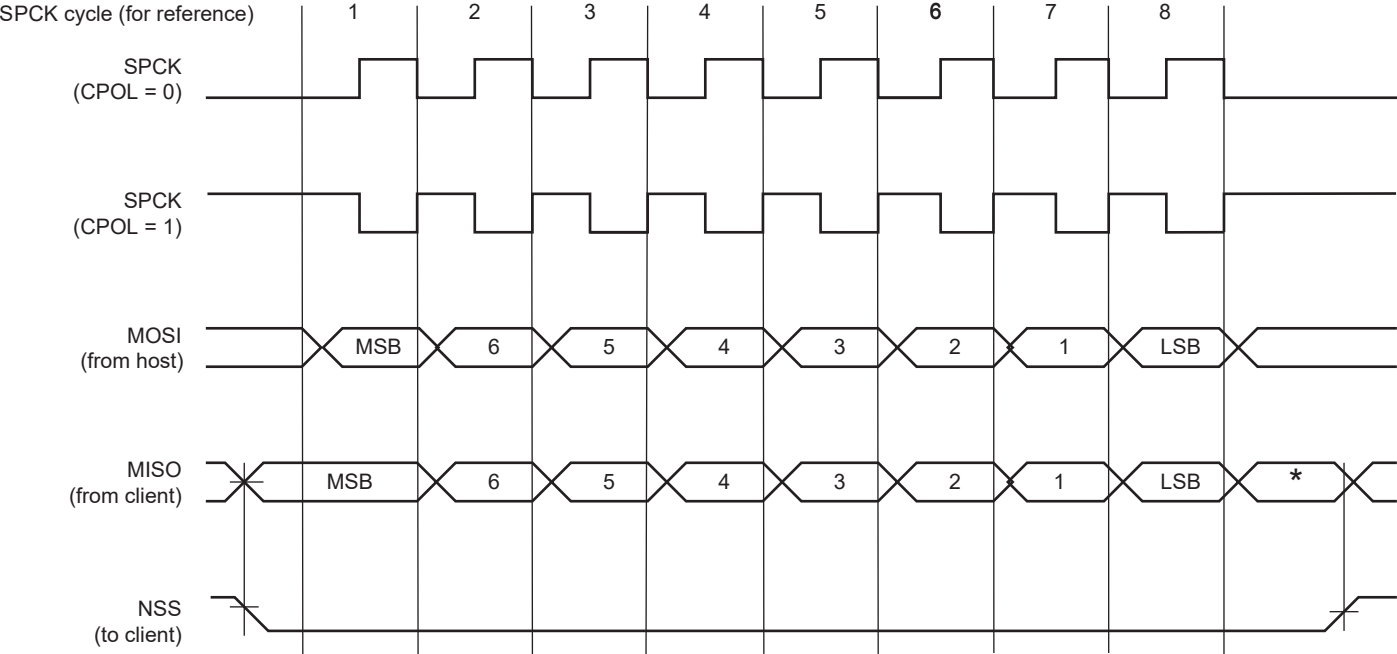 SPCK cycle (for reference) 1 2 3 4 5 6 7 8
SPCK
(CPOL = 0)
SPCK
(CPOL = 1)
MOSI
(from host)
MSB 6 5 4 3 2 1 LSB
MISO
(from client)
MSB 6 5 4 3 2 1 LSB *
NSS
(to client)